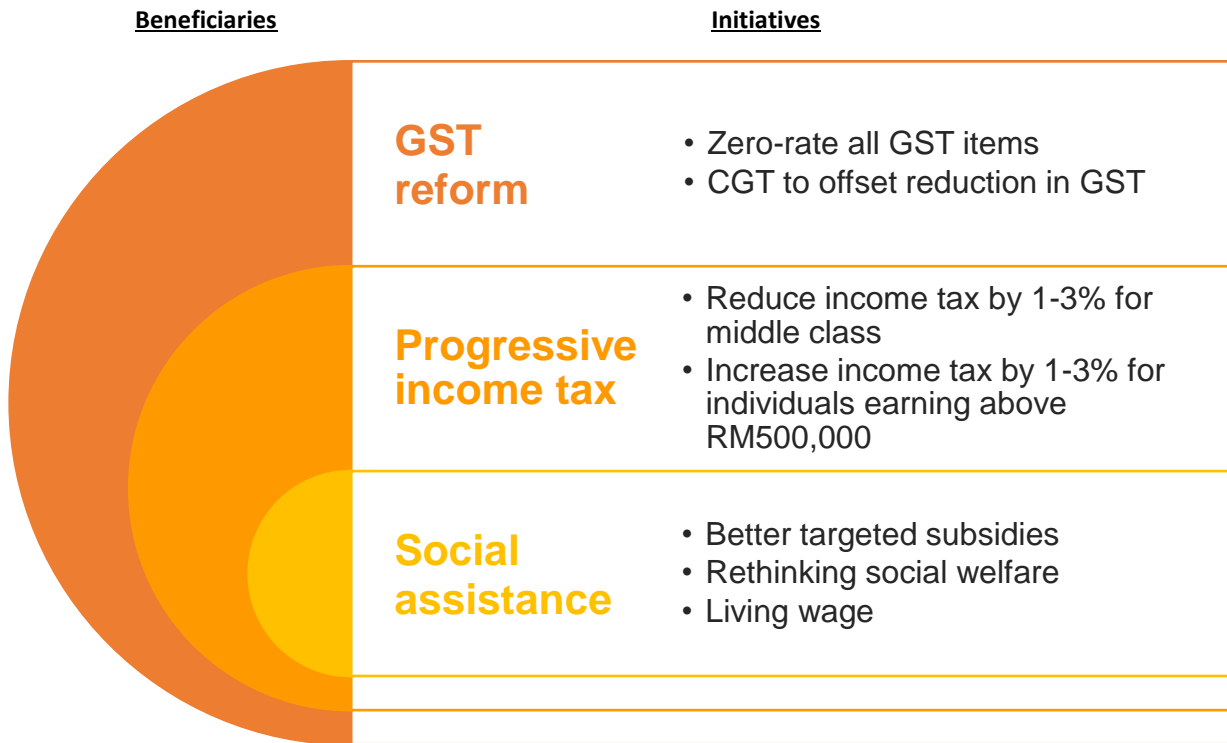 Beneficiaries
Initiatives
GST
reform
• Zero-rate all GST items
• CGT to offset reduction in GST
Progressive
income tax
• Reduce income tax by 1-3% for
middle class
• Increase income tax by 1-3% for
individuals earning above
RM500,000
Social
assistance
• Better targeted subsidies
• Rethinking social welfare
• Living wage